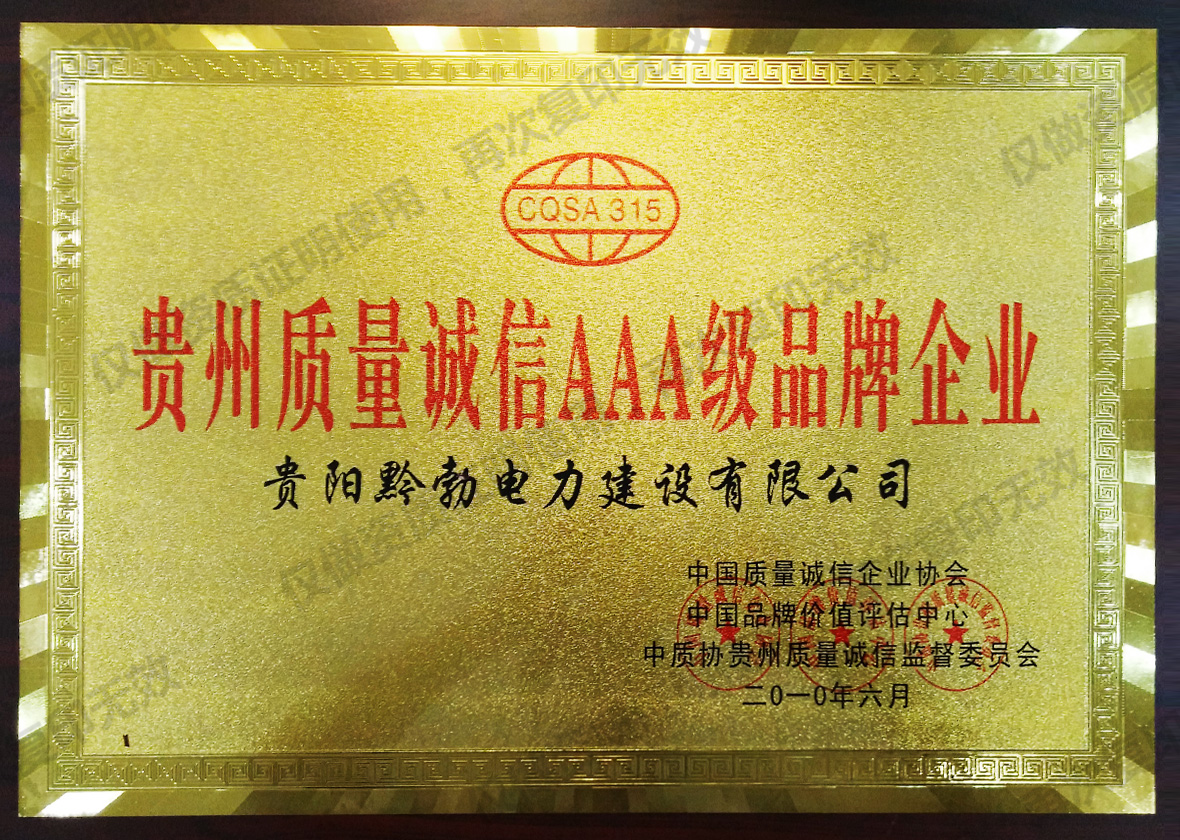 CQSA 315
贵州质量诚信AAA级品牌企业
贵阳黔勃电力建设有限公司
中国质量诚信企业协会
中国品牌价值评估中心
中质协贵州质量诚信监督委员会
二0一0年六月